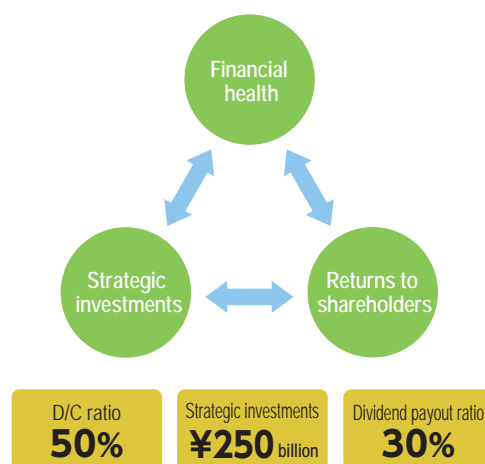 Financial
health
Strategic
investments
Returns to
shareholders
D/C ratio
50%
Strategic investments
¥250 billion
Dividend payout ratio
30%